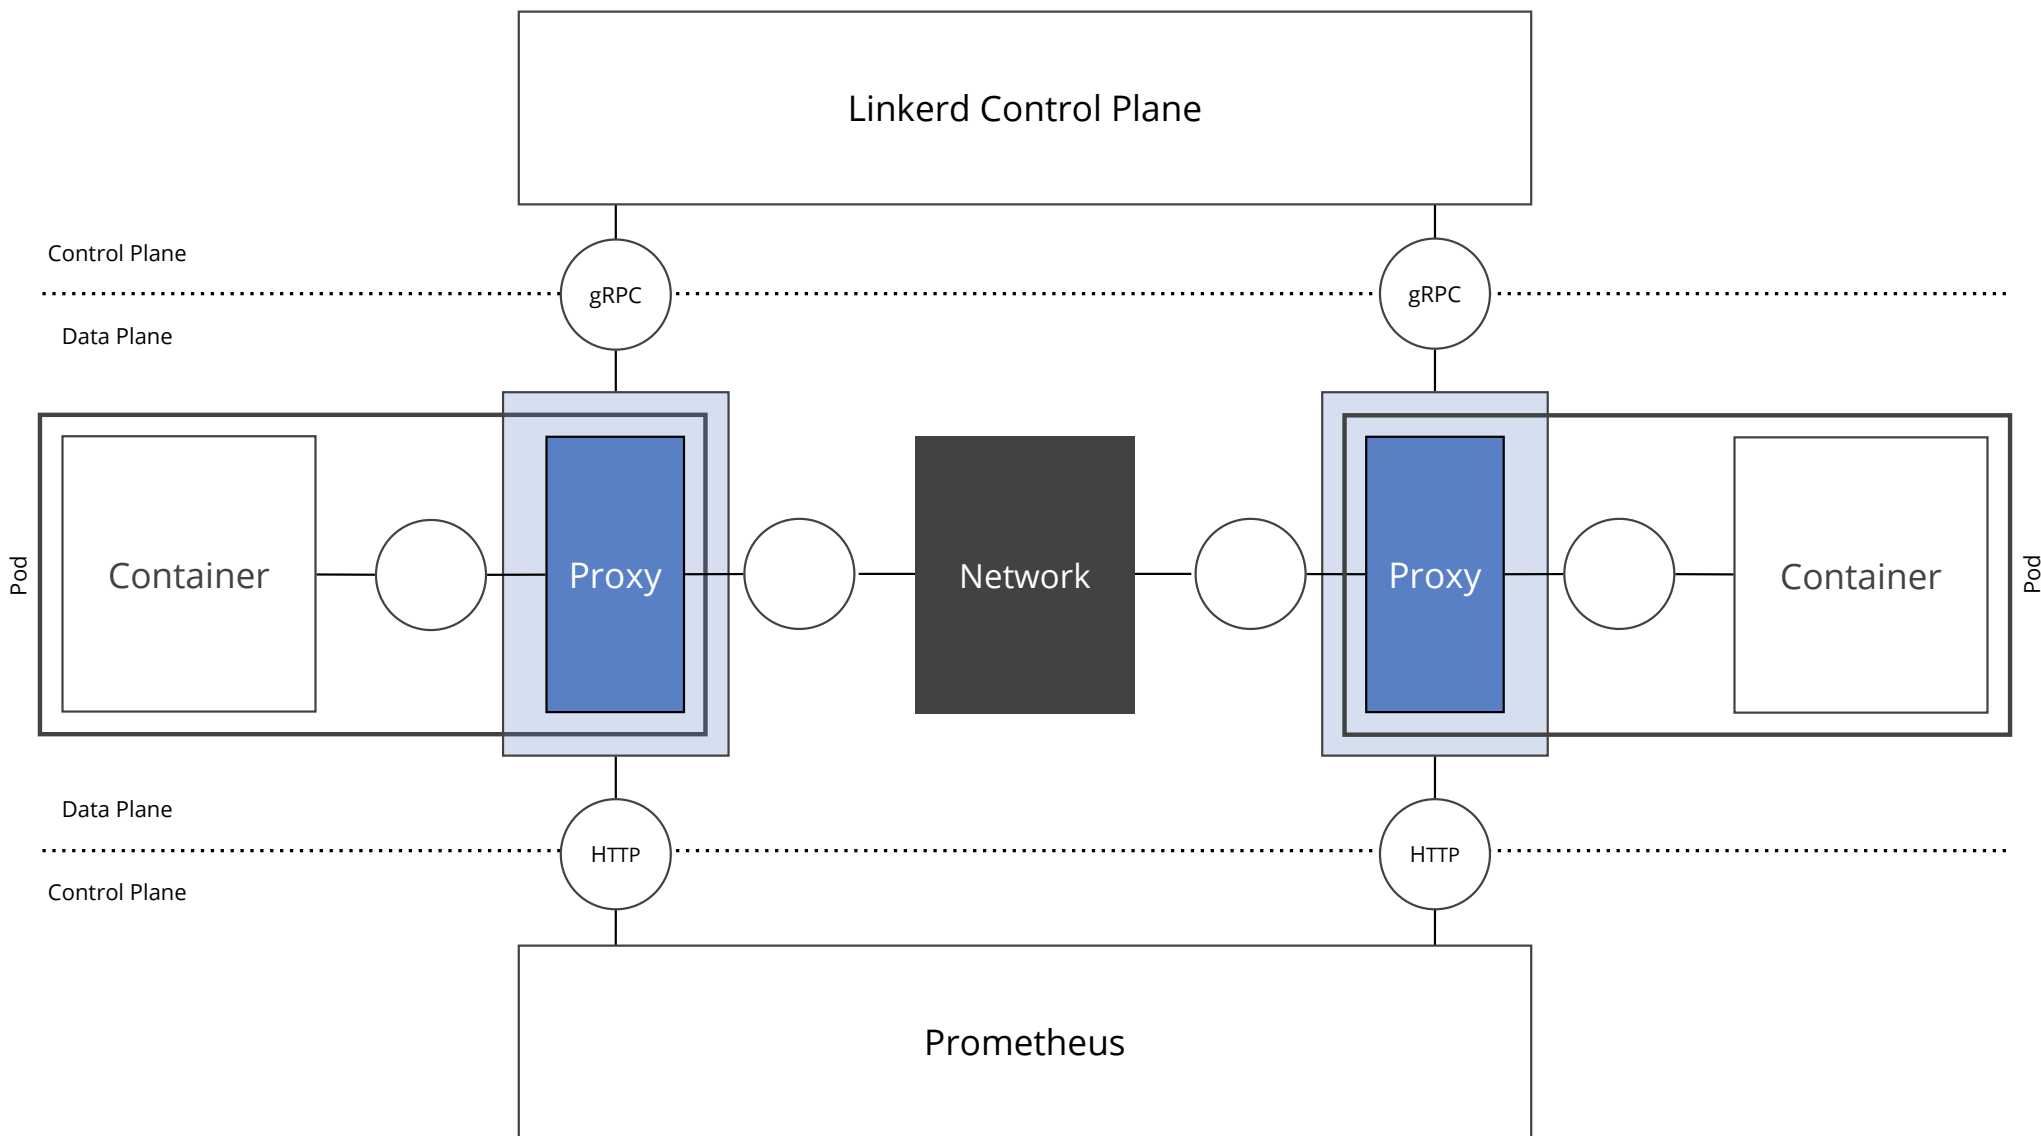 Linkerd Control Plane
Control Plane
gRPC
gRPC
Data Plane
Pod
Container
Proxy
Network
Proxy
Container
Pod
Data Plane
HTTP
HTTP
Control Plane
Prometheus